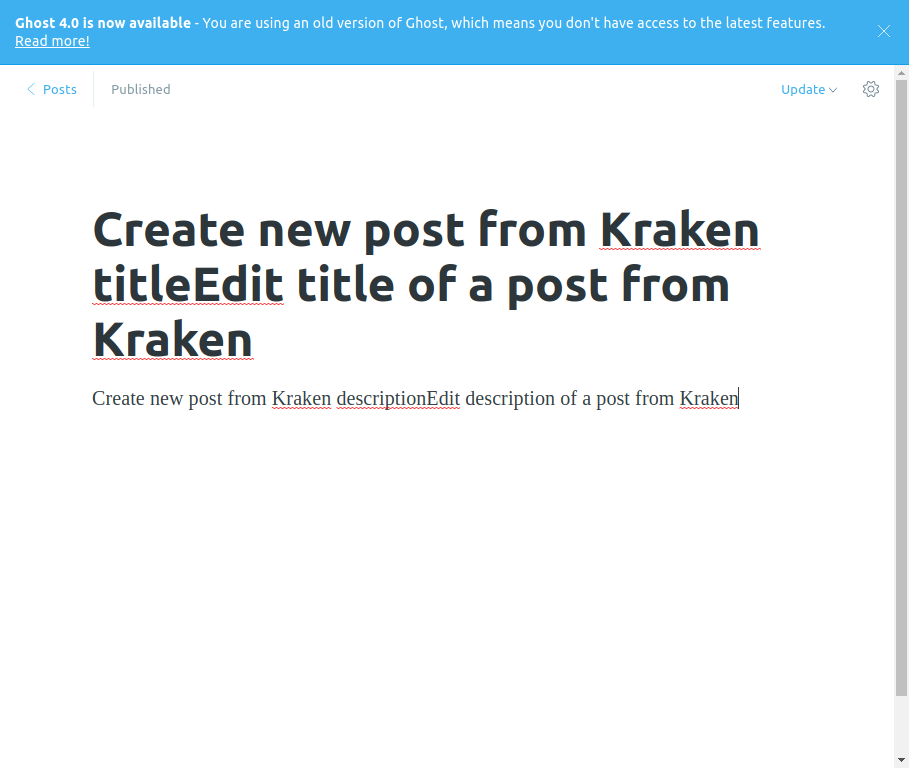 Ghost 4.0 is now available - You are using an old version of Ghost, which means you don't have access to the latest features.
Read more!
Posts
Published
Update
Create new post from Kraken
titleEdit title of a post from
Kraken
Create new post from Kraken descriptionEdit description of a post from Kraken